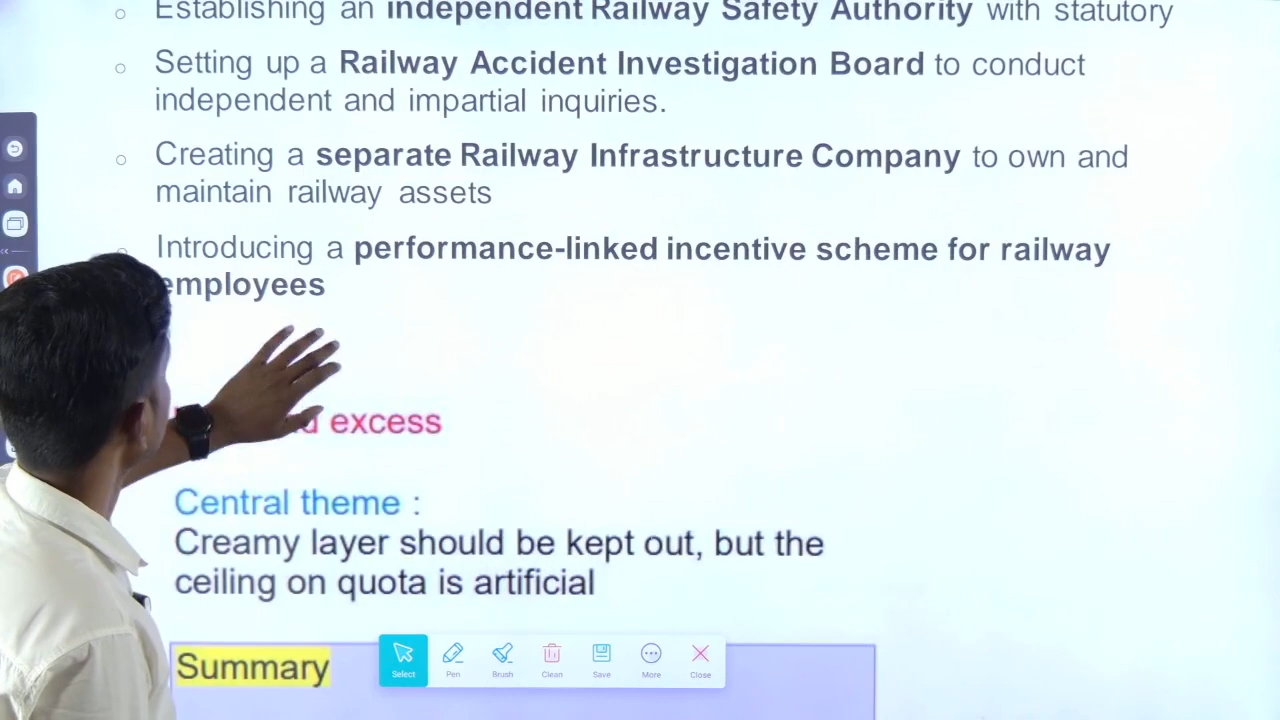 Establishing an independent Railway Safety Authority with statutory
Setting up a Railway Accident Investigation Board to conduct
independent and impartial inquiries.
Creating a separate Railway Infrastructure Company to own and
maintain railway assets
Introducing a performance-linked incentive scheme for railway
employees
excess
Central theme :
Creamy layer should be kept out, but the
ceiling on quota is artificial
Summary
Select
Pen
Brush
Clean
Save
More
Close